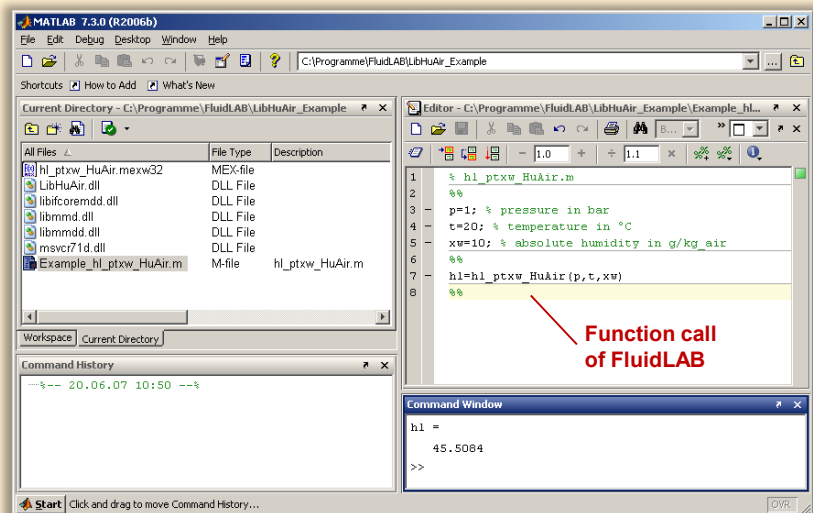 MATLAB 7.3.0 (R2006b)
File Edit Debug Desktop Window Help
C:\Programme\FluidLAB\LibHuAir_Example
Shortcuts How to Add What's New
Current Directory - C:\Programme\FluidLAB\LibHuAir_Example
All Files File Type Description
hl_ptxw_HuAir.mexw32 MEX-file
LibHuAir.dll DLL File
libifcoremdd.dll DLL File
libmmd.dll DLL File
libmmdd.dll DLL File
msvcr71d.dll DLL File
Example_hl_ptxw_HuAir.m M-file hl_ptxw_HuAir.m
Workspace Current Directory
Command History
%-- 20.06.07 10:50 --%
Editor - C:\Programme\FluidLAB\LibHuAir_Example\Example_hl...
B...
- 1.0 + ÷ 1.1 ×
1 % hl_ptxw_HuAir.m
2 %%
3 - p=1; % pressure in bar
4 - t=20; % temperature in °C
5 - xw=10; % absolute humidity in g/kg_air
6 %%
7 - hl=hl_ptxw_HuAir(p,t,xw)
8 %%
Function call
of FluidLAB
Command Window
hl =
45.5084
>>
Start Click and drag to move Command History...
OVR